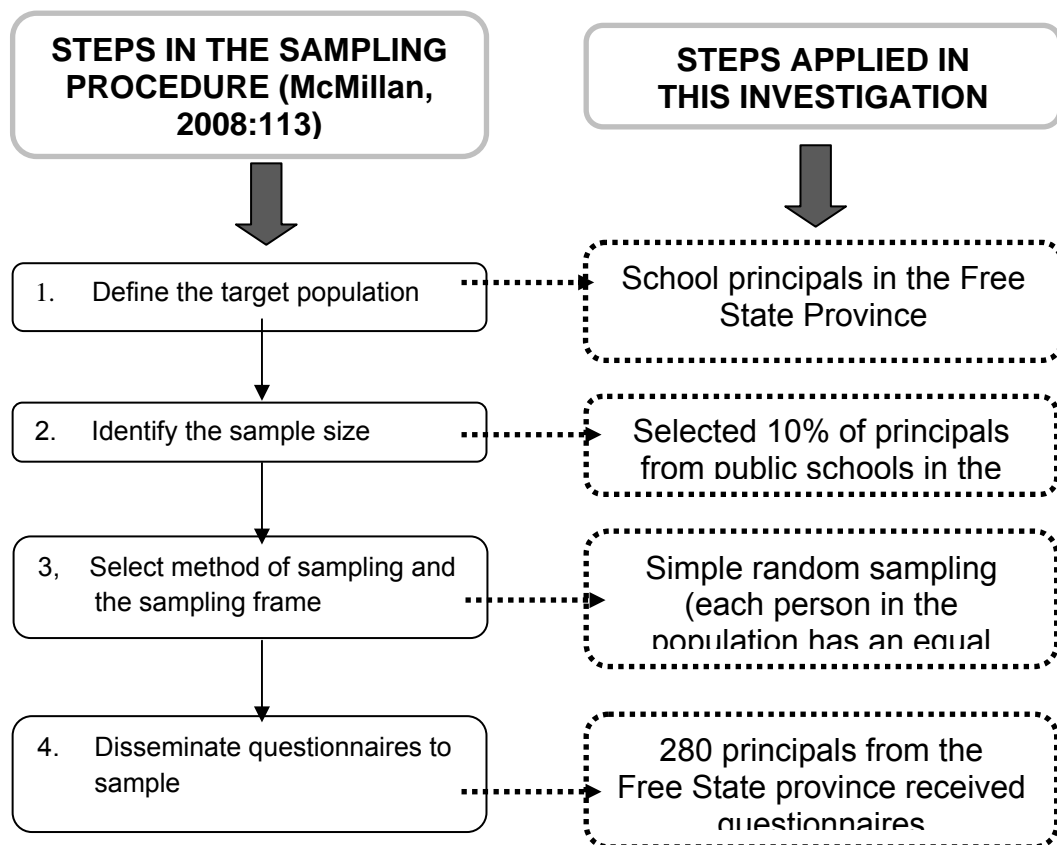 STEPS IN THE SAMPLING
PROCEDURE (McMillan,
2008:113)
STEPS APPLIED IN
THIS INVESTIGATION
1. Define the target population
School principals in the Free
State Province
2. Identify the sample size
Selected 10% of principals
from public schools in the
3, Select method of sampling and
the sampling frame
Simple random sampling
(each person in the
population has an equal
4. Disseminate questionnaires to
sample
280 principals from the
Free State province received
questionnaires